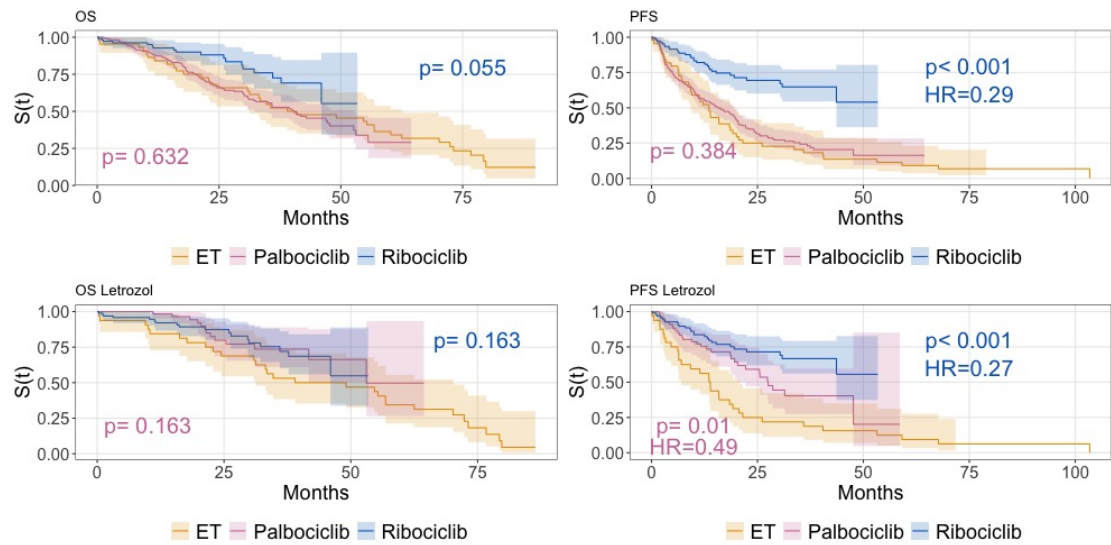 OS
1.00
0.75
0.50
0.25
0.00
S(t)
p= 0.055
p= 0.632
0 25 50 75
Months
ET Palbociclib Ribociclib
PFS
1.00
0.75
0.50
0.25
0.00
S(t)
p< 0.001
HR=0.29
p= 0.384
0 25 50 75 100
Months
ET Palbociclib Ribociclib
OS Letrozol
1.00
0.75
0.50
0.25
0.00
S(t)
p= 0.163
p= 0.163
0 25 50 75
Months
ET Palbociclib Ribociclib
PFS Letrozol
1.00
0.75
0.50
0.25
0.00
S(t)
p< 0.001
HR=0.27
p= 0.01
HR=0.49
0 25 50 75 100
Months
ET Palbociclib Ribociclib